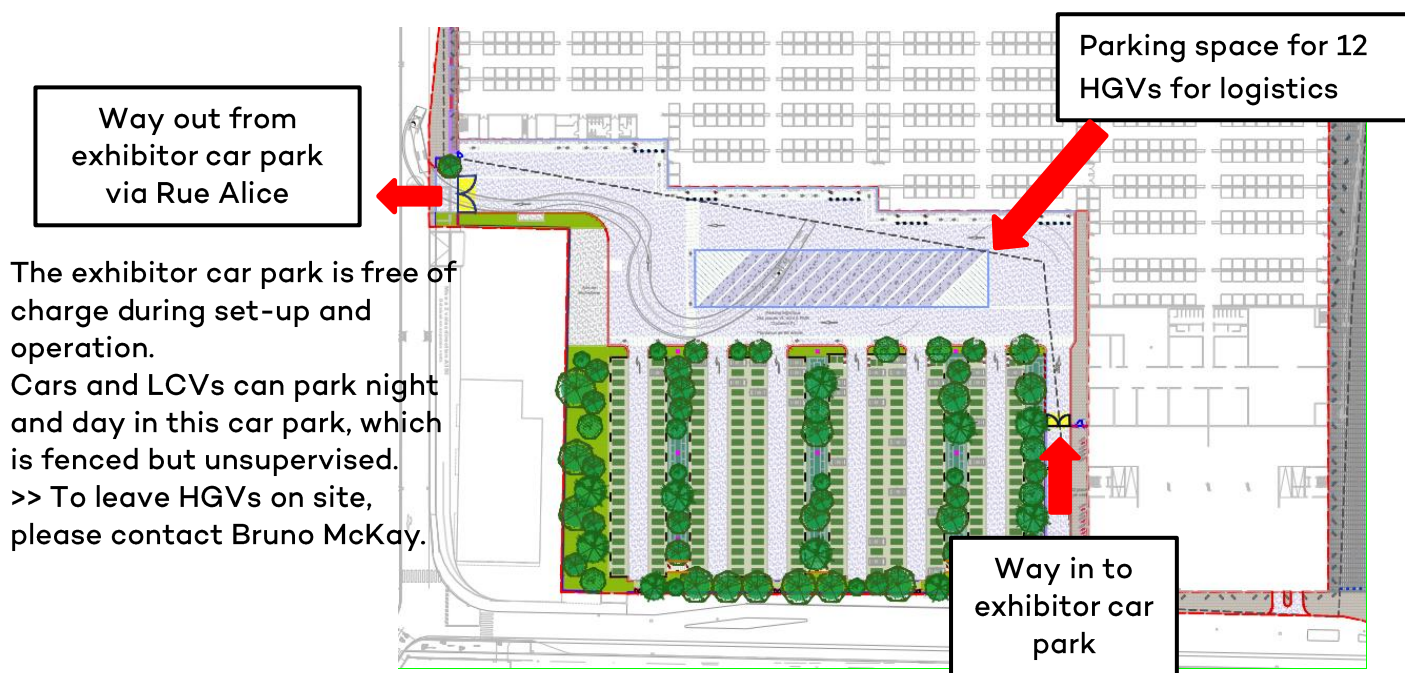 Parking space for 12
HGVs for logistics
Way out from
exhibitor car park
via Rue Alice
The exhibitor car park is free of
charge during set-up and
operation.
Cars and LCVs can park night
and day in this car park, which
is fenced but unsupervised.
>> To leave HGVs on site,
please contact Bruno McKay.
Way in to
exhibitor car
park